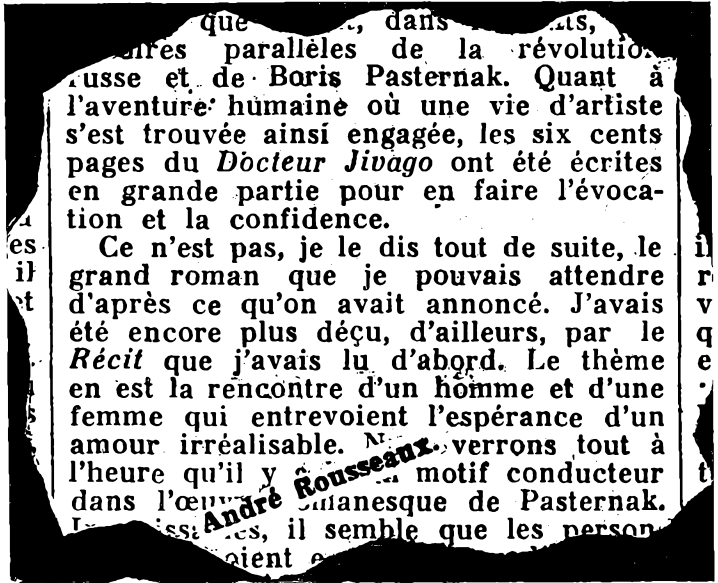 que dans
parallèles de la révolution
russe et de Boris Pasternak. Quant à
l'aventure humaine où une vie d'artiste
s'est trouvée ainsi engagée, les six cents
pages du Docteur Jivago ont été écrites
en grande partie pour en faire l'évoca-
tion et la confidence.
Ce n'est pas, je le dis tout de suite, le
grand roman que je pouvais attendre
d'après ce qu'on avait annoncé. J'avais
été encore plus déçu, d'ailleurs, par le
Récit que j'avais lu d'abord. Le thème
en est la rencontre d'un homme et d'une
femme qui entrevoient l'espérance d'un
amour irréalisable. verrons tout à
l'heure qu'il y motif conducteur
dans de Pasternak.
il semble que les person-
André Rousseaux.
es
il